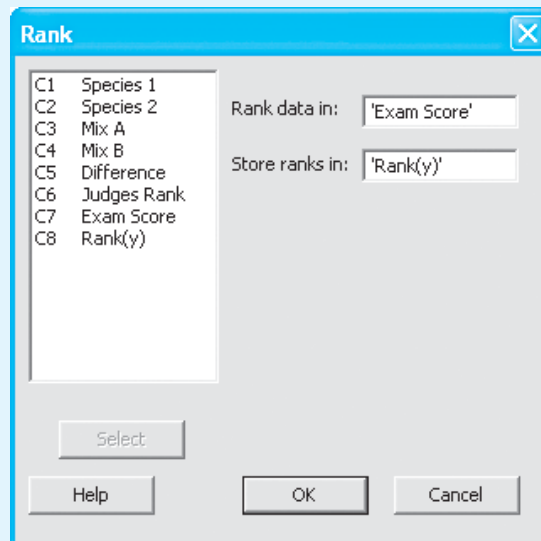 Rank
C1 Species 1
C2 Species 2
C3 Mix A
C4 Mix B
C5 Difference
C6 Judges Rank
C7 Exam Score
C8 Rank(y)
Rank data in: 'Exam Score'
Store ranks in: 'Rank(y)'
Select
Help OK Cancel